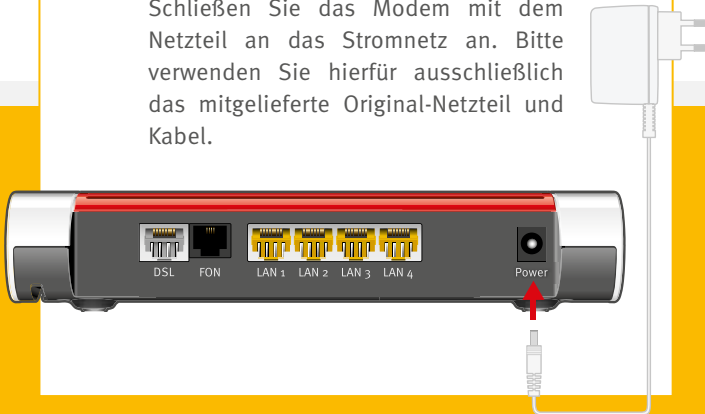 Schließen Sie das Modem mit dem
Netzteil an das Stromnetz an. Bitte
verwenden Sie hierfür ausschließlich
das mitgelieferte Original-Netzteil und
Kabel.
DSL FON LAN 1 LAN 2 LAN 3 LAN 4 Power